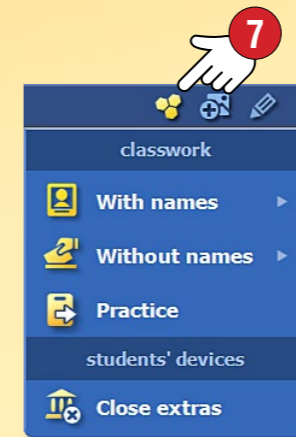 7
classwork
With names
Without names
Practice
students' devices
Close extras